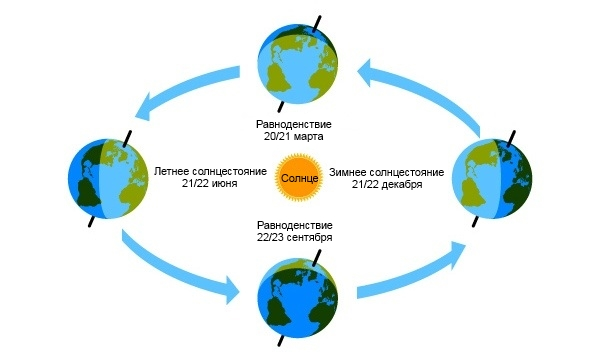 Равноденствие
20/21 марта
Летнее солнцестояние
21/22 июня
Солнце
Зимнее солнцестояние
21/22 декабря
Равноденствие
22/23 сентября